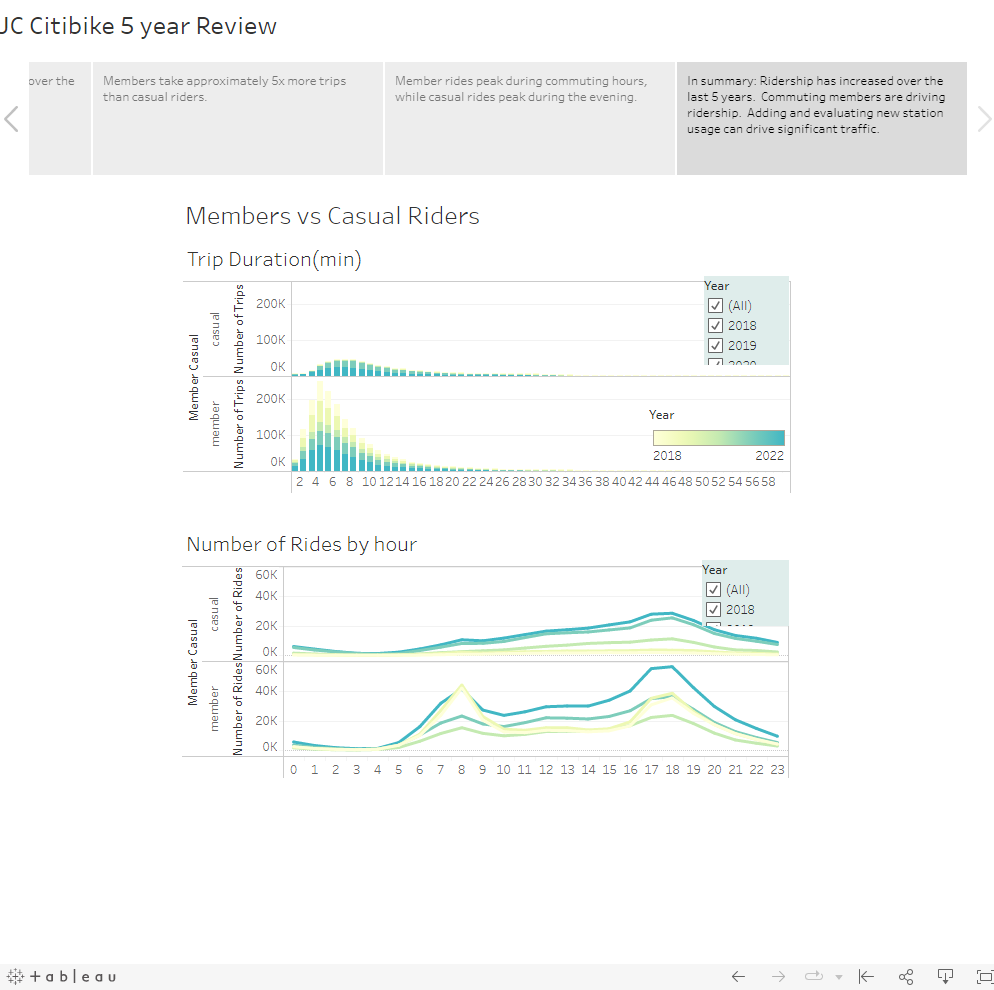 JC Citibike 5 year Review
over the
Members take approximately 5x more trips
than casual riders.
Member rides peak during commuting hours,
while casual rides peak during the evening.
In summary: Ridership has increased over the
last 5 years. Commuting members are driving
ridership. Adding and evaluating new station
usage can drive significant traffic.
Members vs Casual Riders
Trip Duration(min)
Member Casual
casual
Number of Trips
200K
100K
0K
member
Number of Trips
200K
100K
0K
Year
(All)
2018
2019
2020
Year
2018 2022
2 4 6 8 10 12 14 16 18 20 22 24 26 28 30 32 34 36 38 40 42 44 46 48 50 52 54 56 58
Number of Rides by hour
Member Casual
casual
Number of Rides
60K
40K
20K
0K
member
Number of Rides
60K
40K
20K
0K
Year
(All)
2018
0 1 2 3 4 5 6 7 8 9 10 11 12 13 14 15 16 17 18 19 20 21 22 23
+ableau